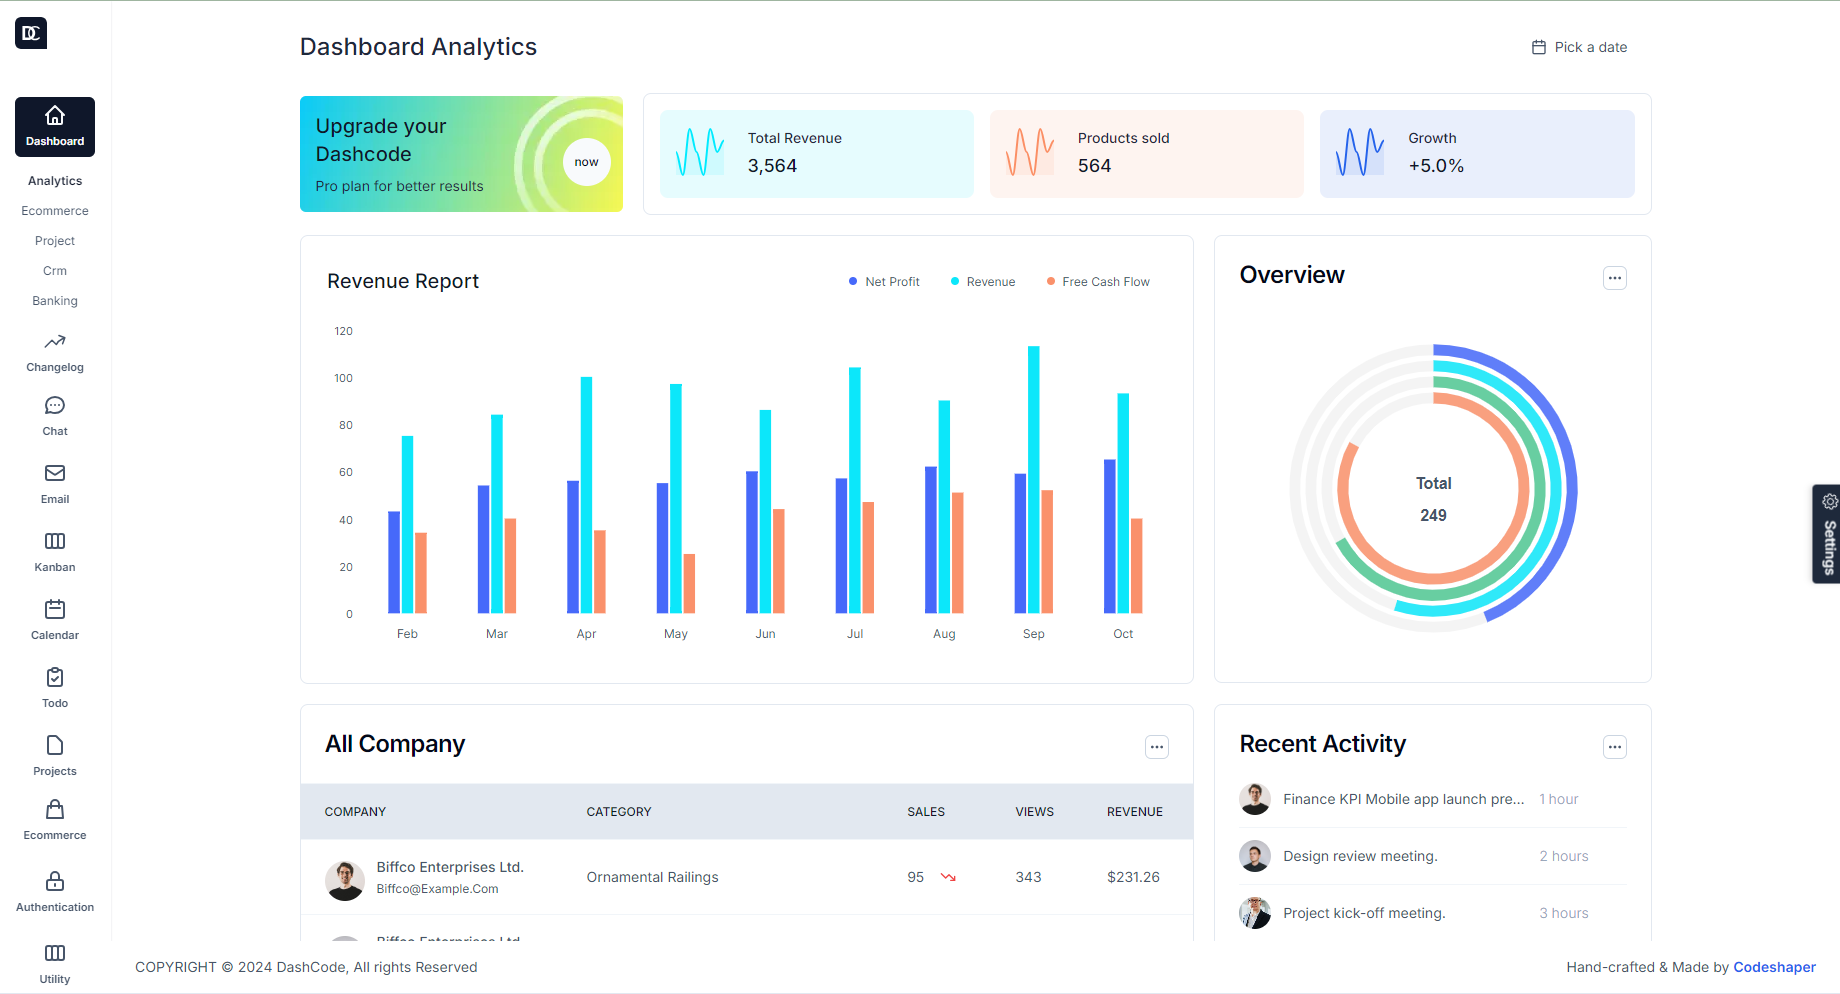 DC
Dashboard Analytics
Pick a date
Dashboard
Analytics
Ecommerce
Project
Crm
Banking
Changelog
Chat
Email
Kanban
Calendar
Todo
Projects
Ecommerce
Authentication
Utility
Upgrade your
Dashcode
Pro plan for better results
now
Total Revenue
3,564
Products sold
564
Growth
+5.0%
Revenue Report
Net Profit
Revenue
Free Cash Flow
120
100
80
60
40
20
0
Feb
Mar
Apr
May
Jun
Jul
Aug
Sep
Oct
Overview
Total
249
Settings
All Company
COMPANY CATEGORY SALES VIEWS REVENUE
Biffco Enterprises Ltd.
Biffco@Example.Com
Ornamental Railings
95
343
$231.26
Biffco Enterprises Ltd.
Recent Activity
Finance KPI Mobile app launch pre... 1 hour
Design review meeting. 2 hours
Project kick-off meeting. 3 hours
COPYRIGHT © 2024 DashCode, All rights Reserved
Hand-crafted & Made by Codeshaper